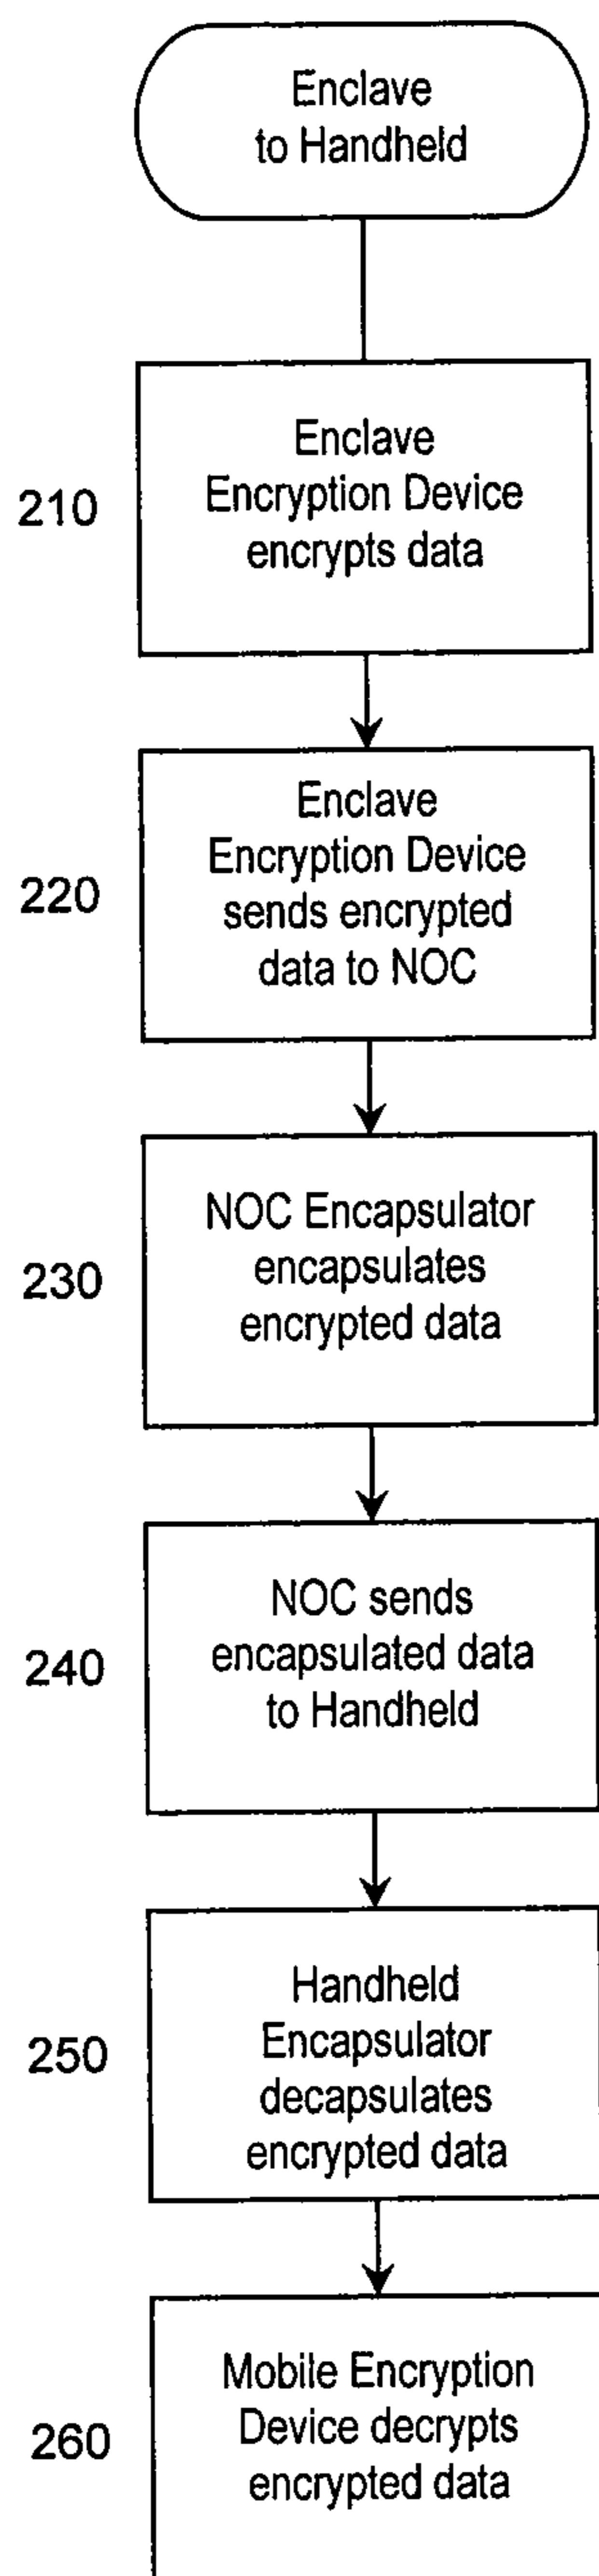 Enclave
to Handheld
210
Enclave
Encryption Device
encrypts data
220
Enclave
Encryption Device
sends encrypted
data to NOC
230
NOC Encapsulator
encapsulates
encrypted data
240
NOC sends
encapsulated data
to Handheld
250
Handheld
Encapsulator
decapsulates
encrypted data
260
Mobile Encryption
Device decrypts
encrypted data